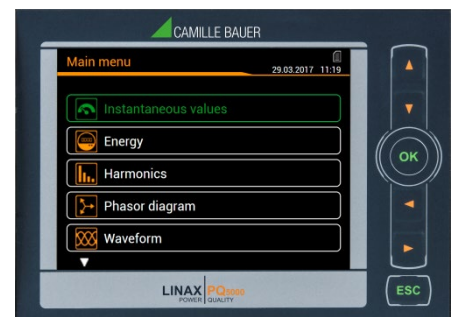 CAMILLE BAUER
Main menu
29.03.2017 11:19
Instantaneous values
Energy
Harmonics
Phasor diagram
Waveform
OK
LINAX PQ5000
POWER QUALITY
ESC